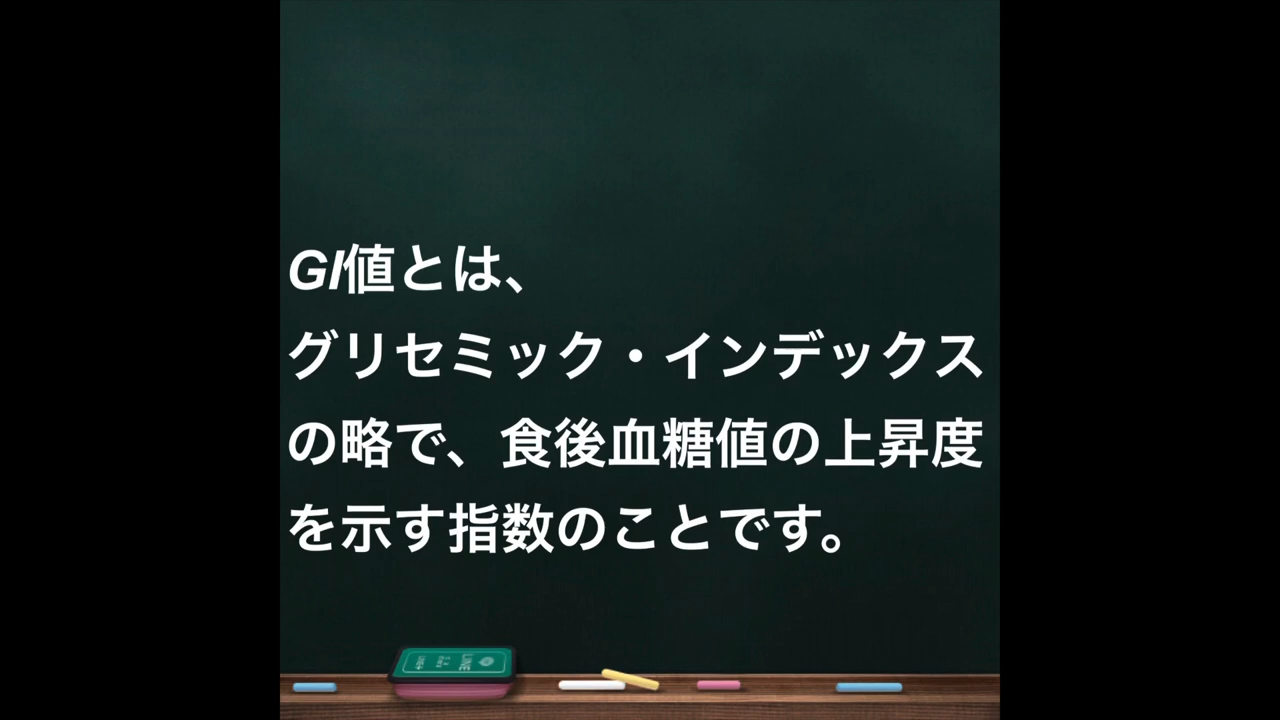 GI値とは、
グリセミック・インデックス
の略で、食後血糖値の上昇度
を示す指数のことです。
LINE